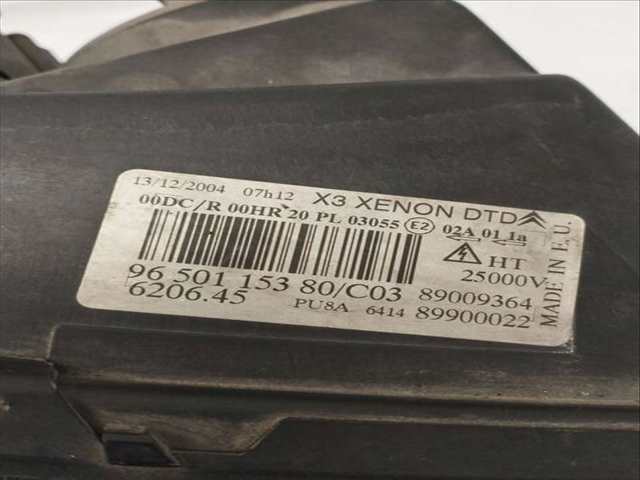 13/12/2004 07h12 X3 XENON DTD
00DC/R 00HR 20 PL 03055 E2 02A 01 1a
HT
25000V
96 501 153 80/C03 89009364
6206.45 PU8A 6414 89900022
MADE IN E.U.